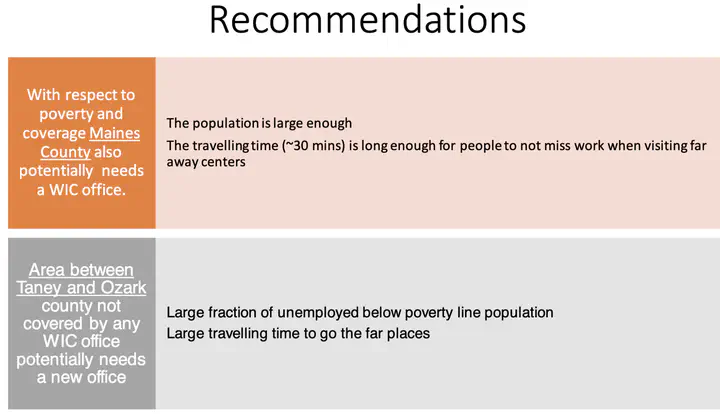 Recommendations
With respect to
poverty and
coverage Maines
County also
potentially needs
a WIC office.
The population is large enough
The travelling time (~30 mins) is long enough for people to not miss work when visiting far
away centers
Area between
Taney and Ozark
county not
covered by any
WIC office
potentially needs
a new office
Large fraction of unemployed below poverty line population
Large travelling time to go the far places